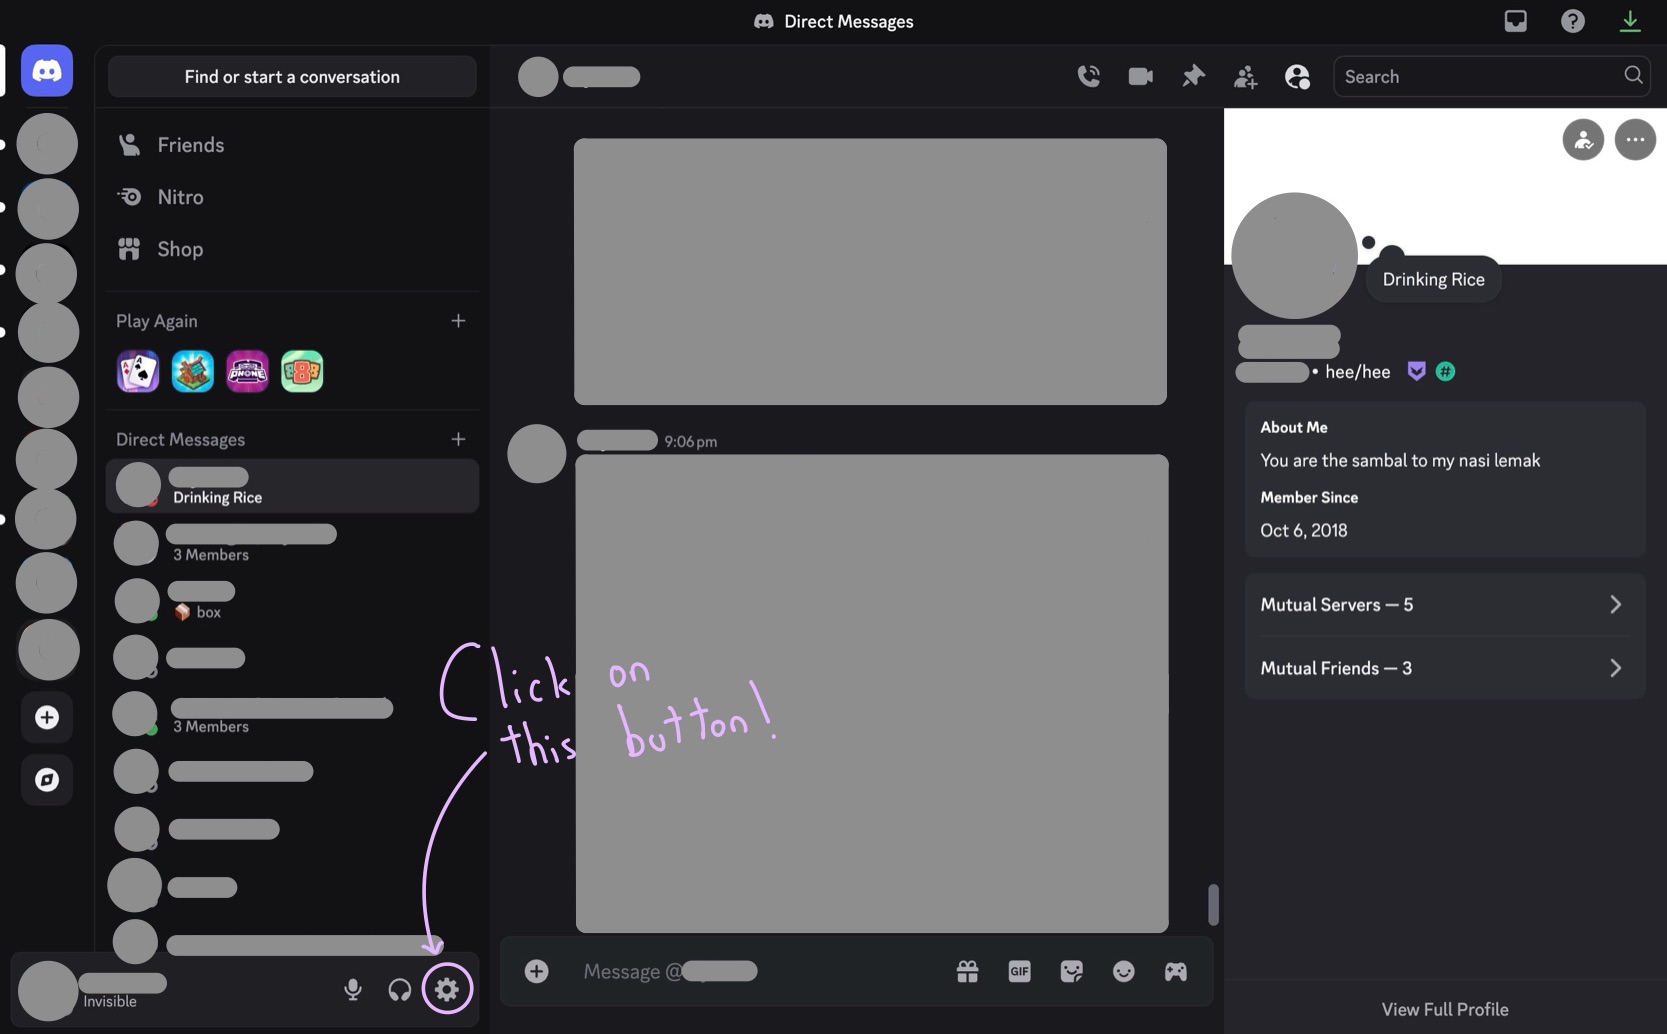 Direct Messages
Find or start a conversation
Search
Friends
Nitro
Shop
Play Again
PHONE
8
Direct Messages
Drinking Rice
3 Members
box
3 Members
Invisible
9:06 pm
Click on
this button!
Message @
GIF
Drinking Rice
• hee/hee
About Me
You are the sambal to my nasi lemak
Member Since
Oct 6, 2018
Mutual Servers — 5
Mutual Friends — 3
View Full Profile